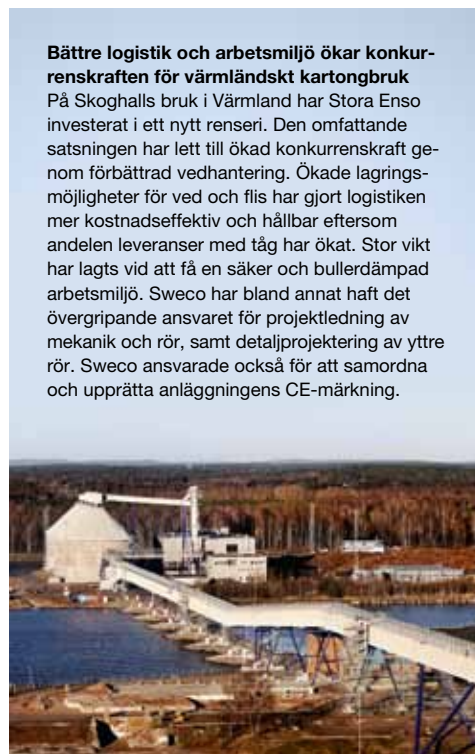 Bättre logistik och arbetsmiljö ökar konkur-
renskraften för värmländskt kartongbruk
På Skoghalls bruk i Värmland har Stora Enso
investerat i ett nytt renseri. Den omfattande
satsningen har lett till ökad konkurrenskraft ge-
nom förbättrad vedhantering. Ökade lagrings-
möjligheter för ved och flis har gjort logistiken
mer kostnadseffektiv och hållbar eftersom
andelen leveranser med tåg har ökat. Stor vikt
har lagts vid att få en säker och bullerdämpad
arbetsmiljö. Sweco har bland annat haft det
övergripande ansvaret för projektledning av
mekanik och rör, samt detaljprojektering av yttre
rör. Sweco ansvarade också för att samordna
och upprätta anläggningens CE-märkning.